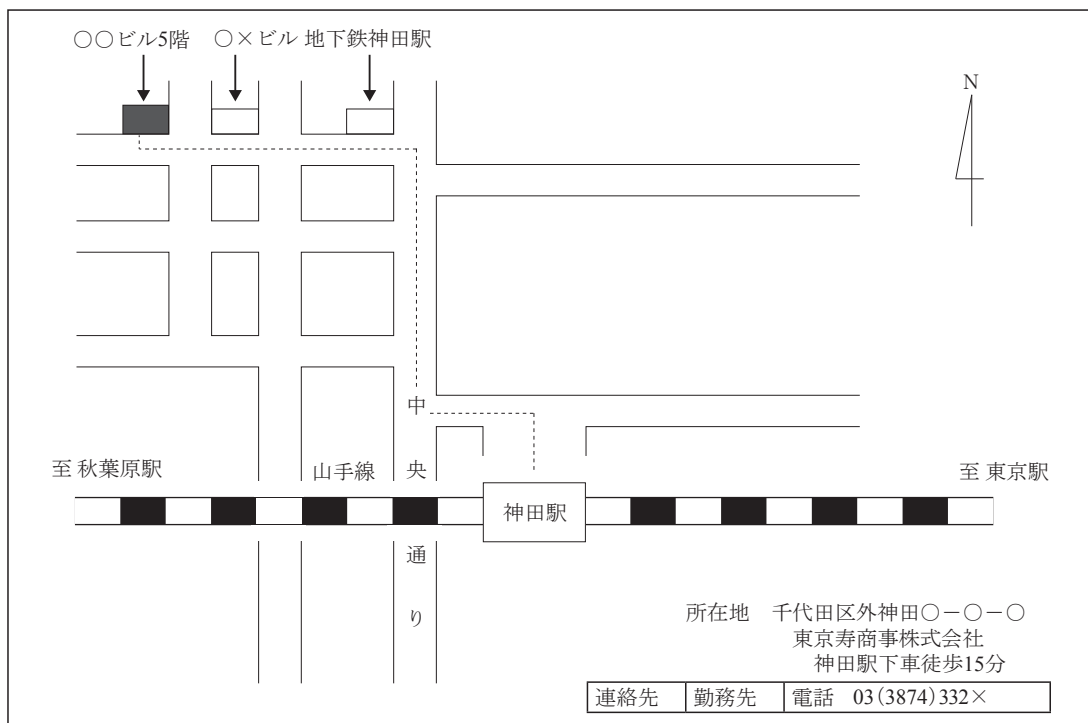 ○○ビル5階　○×ビル 地下鉄神田駅
N
中
至 秋葉原駅　山手線　央　至 東京駅
神田駅
通
り
所在地　千代田区外神田○－○－○
東京寿商事株式会社
神田駅下車徒歩15分
連絡先　勤務先　電話　03(3874)332×